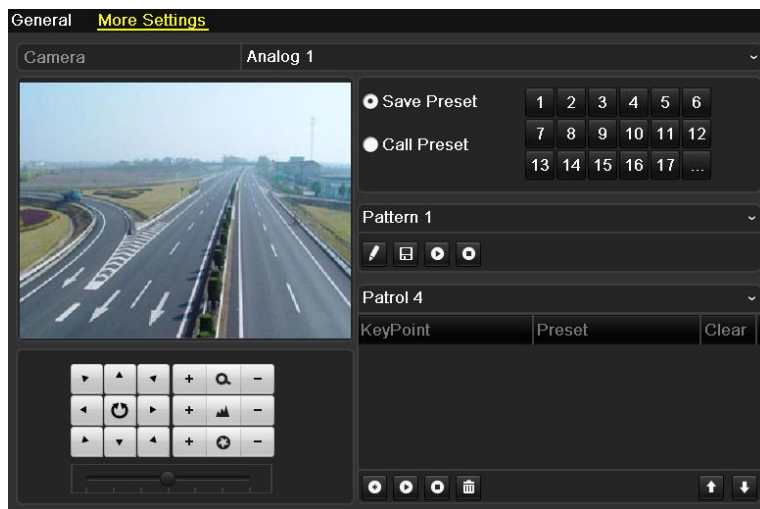 General More Settings
Camera Analog 1
Save Preset
1 2 3 4 5 6
Call Preset
7 8 9 10 11 12
13 14 15 16 17 ...
Pattern 1
Patrol 4
KeyPoint Preset Clear